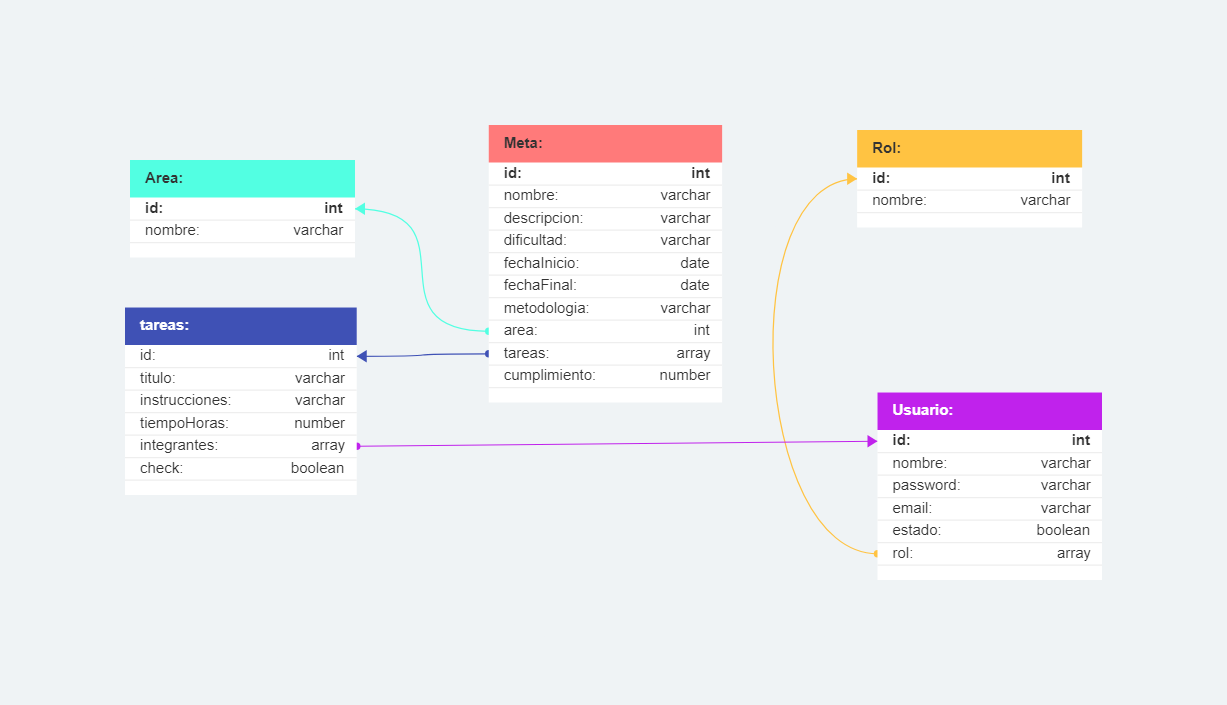 Area:
id: int
nombre: varchar
tareas:
id: int
titulo: varchar
instrucciones: varchar
tiempoHoras: number
integrantes: array
check: boolean
Meta:
id: int
nombre: varchar
descripcion: varchar
dificultad: varchar
fechaInicio: date
fechaFinal: date
metodologia: varchar
area: int
tareas: array
cumplimiento: number
Rol:
id: int
nombre: varchar
Usuario:
id: int
nombre: varchar
password: varchar
email: varchar
estado: boolean
rol: array